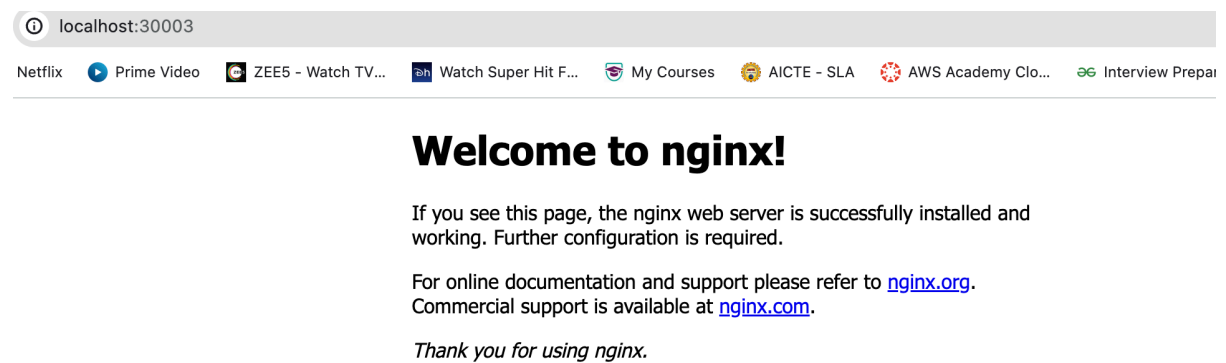 localhost:30003
Netflix Prime Video ZEE5 - Watch TV... Watch Super Hit F... My Courses AICTE - SLA AWS Academy Clo... Interview Prepar
Welcome to nginx!
If you see this page, the nginx web server is successfully installed and
working. Further configuration is required.
For online documentation and support please refer to nginx.org.
Commercial support is available at nginx.com.
Thank you for using nginx.